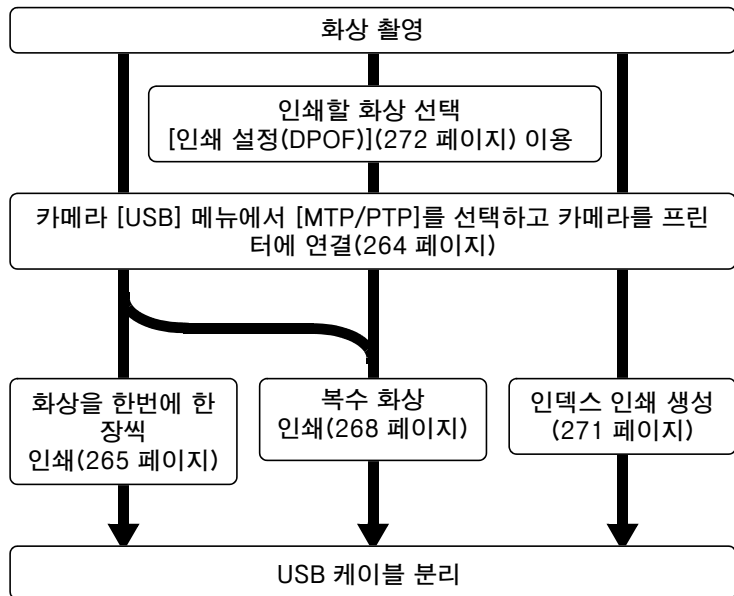 화상 촬영
인쇄할 화상 선택
[인쇄 설정(DPOF)](272 페이지) 이용
카메라 [USB] 메뉴에서 [MTP/PTP]를 선택하고 카메라를 프린
터에 연결(264 페이지)
화상을 한번에 한
장씩
인쇄(265 페이지)
복수 화상
인쇄(268 페이지)
인덱스 인쇄 생성
(271 페이지)
USB 케이블 분리